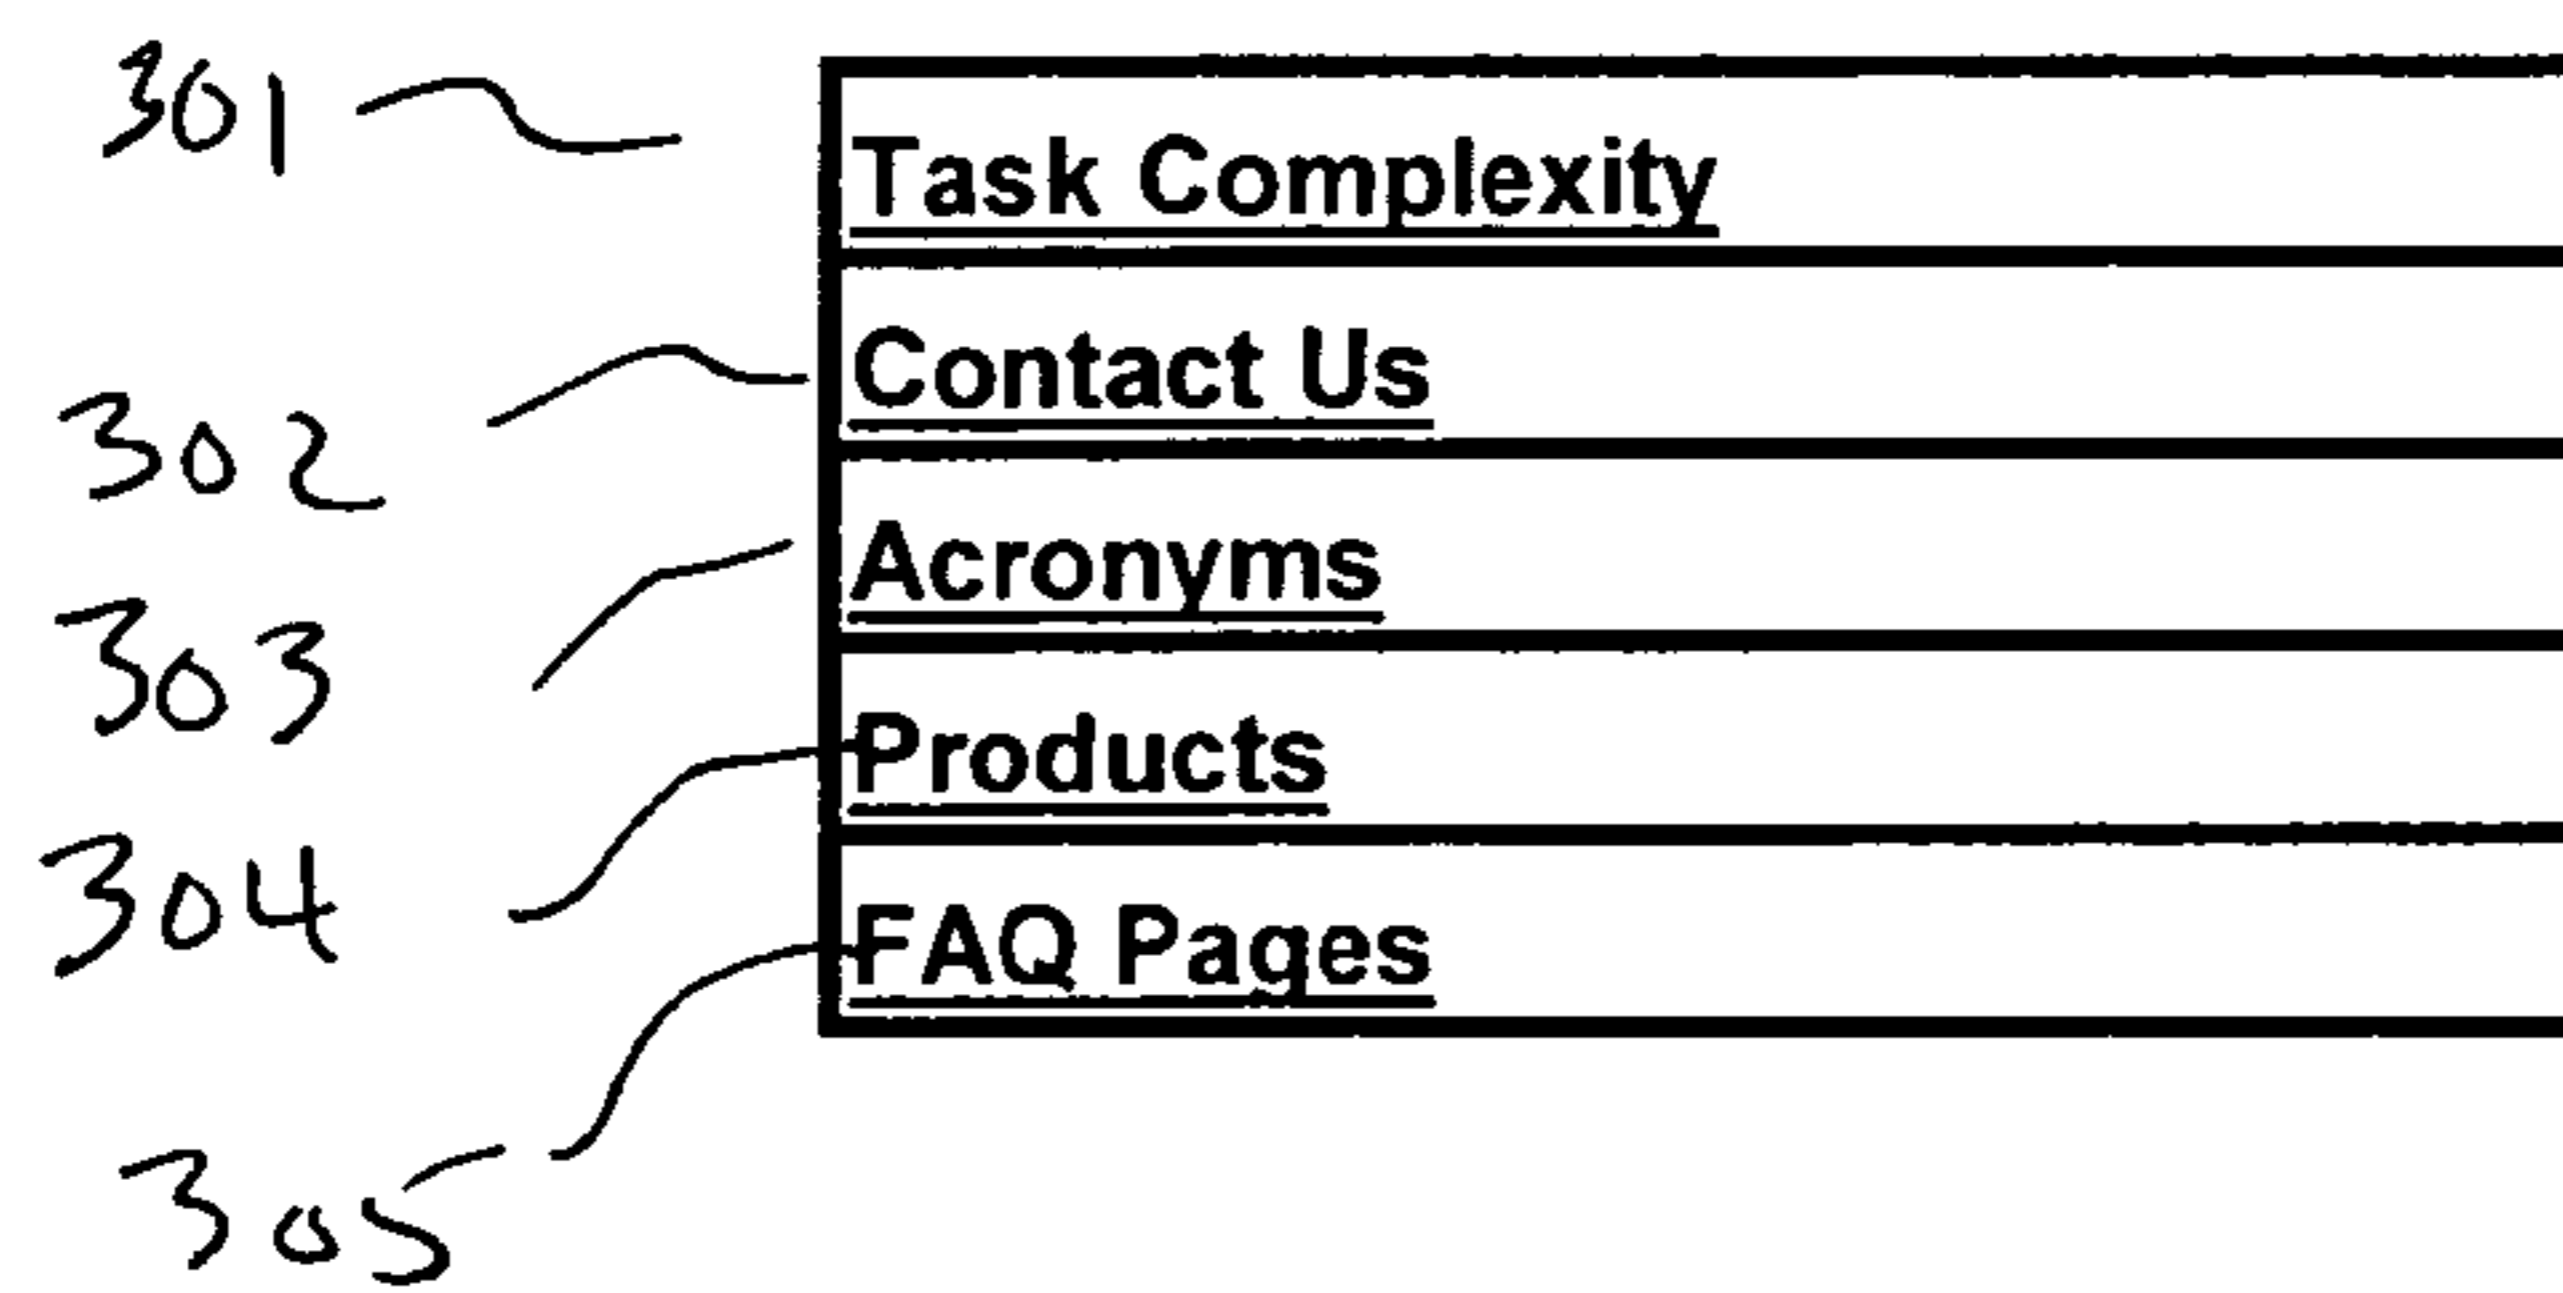 301 Task Complexity
302 Contact Us
303 Acronyms
304 Products
305 FAQ Pages